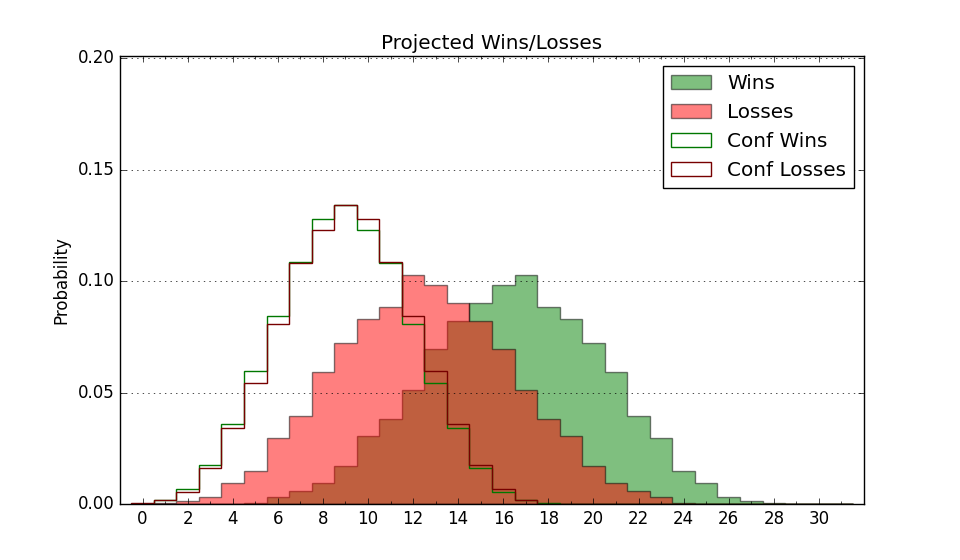 Projected Wins/Losses
0.20
0.15
0.10
0.05
0.00
Probability
Wins
Losses
Conf Wins
Conf Losses
0 2 4 6 8 10 12 14 16 18 20 22 24 26 28 30